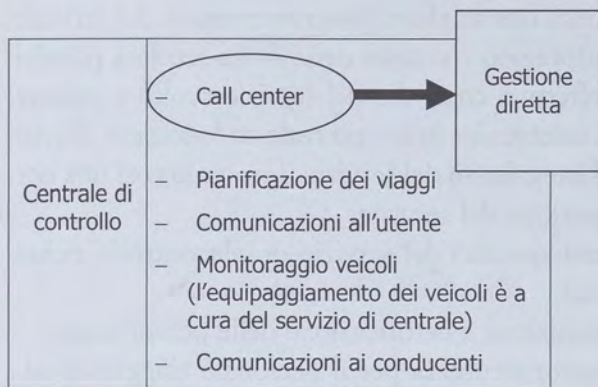 – Call center
Gestione
diretta
Centrale di
controllo
– Pianificazione dei viaggi
– Comunicazioni all'utente
– Monitoraggio veicoli
(l'equipaggiamento dei veicoli è a
cura del servizio di centrale)
– Comunicazioni ai conducenti